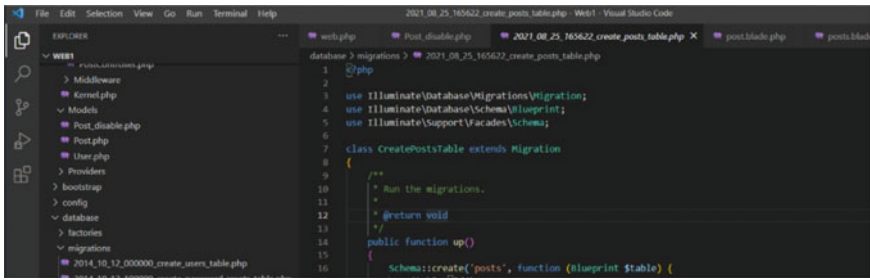 File Edit Selection View Go Run Terminal Help
2021_08_25_165622_create_posts_table.php - Web1 - Visual Studio Code
EXPLORER
web.php
Post_disable.php
2021_08_25_165622_create_posts_table.php
post.blade.php
posts.blad
WEB1
PostController.php
Middleware
Kernel.php
Models
Post_disable.php
Post.php
User.php
Providers
bootstrap
config
database
factories
migrations
2014_10_12_000000_create_users_table.php
database > migrations > 2021_08_25_165622_create_posts_table.php
1 <?php
2
3 use Illuminate\Database\Migrations\Migration;
4 use Illuminate\Database\Schema\Blueprint;
5 use Illuminate\Support\Facades\Schema;
6
7 class CreatePostsTable extends Migration
8 {
9 /**
10 * Run the migrations.
11 *
12 * @return void
13 */
14 public function up()
15 {
16 Schema::create('posts', function (Blueprint $table) {